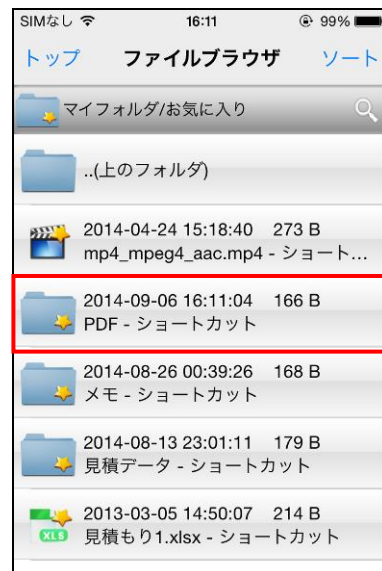 SIMなし 16:11 99%
トップ ファイルブラウザ ソート
マイフォルダ/お気に入り
..(上のフォルダ)
2014-04-24 15:18:40 273 B
mp4_mpeg4_aac.mp4 - ショート...
2014-09-06 16:11:04 166 B
PDF - ショートカット
2014-08-26 00:39:26 168 B
メモ - ショートカット
2014-08-13 23:01:11 179 B
見積データ - ショートカット
2013-03-05 14:50:07 214 B
XLS 見積もり1.xlsx - ショートカット